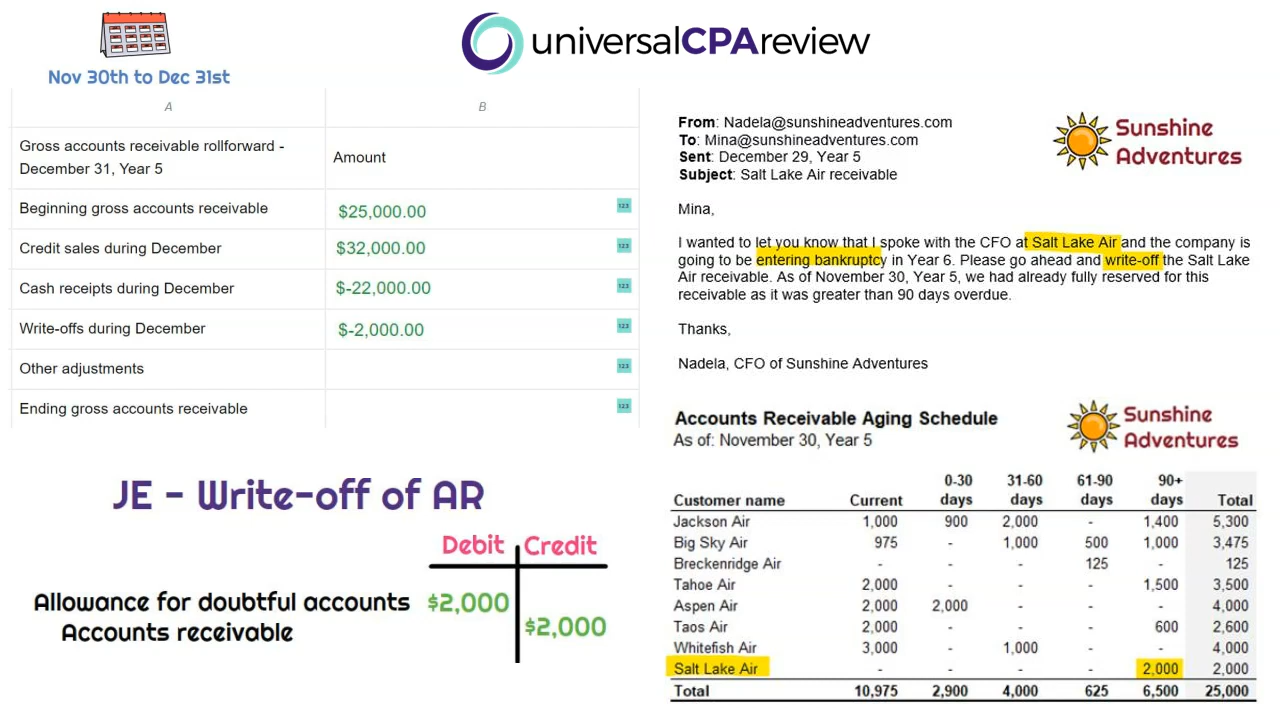 universalCPAreview
Nov 30th to Dec 31st
A B
Gross accounts receivable rollforward -
December 31, Year 5
Amount
Beginning gross accounts receivable $25,000.00 123
Credit sales during December $32,000.00 123
Cash receipts during December $-22,000.00 123
Write-offs during December $-2,000.00 123
Other adjustments 123
Ending gross accounts receivable 123
JE - Write-off of AR
Debit Credit
Allowance for doubtful accounts $2,000
Accounts receivable $2,000
From: Nadela@sunshineadventures.com
To: Mina@sunshineadventures.com
Sent: December 29, Year 5
Subject: Salt Lake Air receivable
Sunshine
Adventures
Mina,
I wanted to let you know that I spoke with the CFO at Salt Lake Air and the company is
going to be entering bankruptcy in Year 6. Please go ahead and write-off the Salt Lake
Air receivable. As of November 30, Year 5, we had already fully reserved for this
receivable as it was greater than 90 days overdue.
Thanks,
Nadela, CFO of Sunshine Adventures
Accounts Receivable Aging Schedule
As of: November 30, Year 5
Sunshine
Adventures
0-30 31-60 61-90 90+
Customer name Current days days days days Total
Jackson Air 1,000 900 2,000 - 1,400 5,300
Big Sky Air 975 - 1,000 500 1,000 3,475
Breckenridge Air - - - 125 - 125
Tahoe Air 2,000 - - - 1,500 3,500
Aspen Air 2,000 2,000 - - - 4,000
Taos Air 2,000 - - - 600 2,600
Whitefish Air 3,000 - 1,000 - - 4,000
Salt Lake Air - - - - 2,000 2,000
Total 10,975 2,900 4,000 625 6,500 25,000